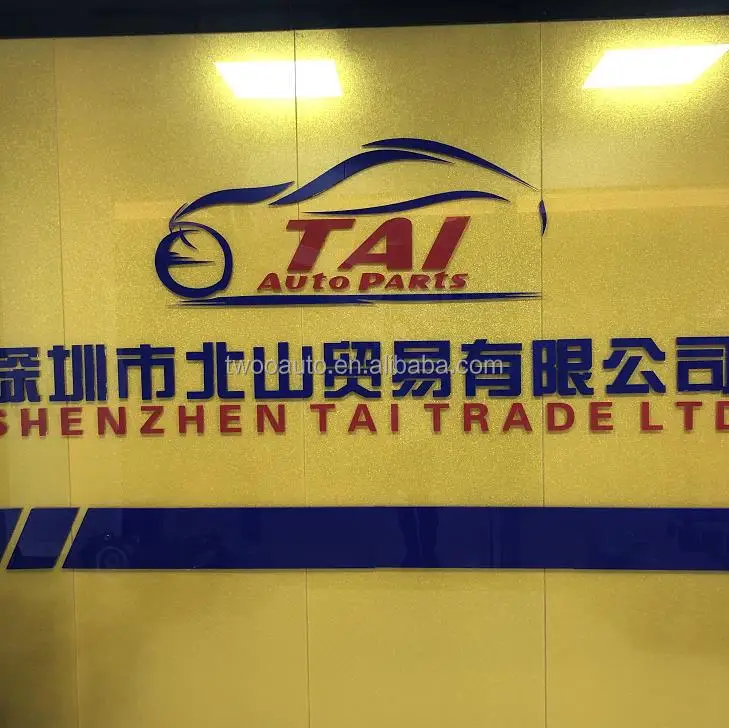 TAI
Auto Parts
深圳市北山贸易有限公司
twooauto.en.alibaba.com
SHENZHEN TAI TRADE LTD